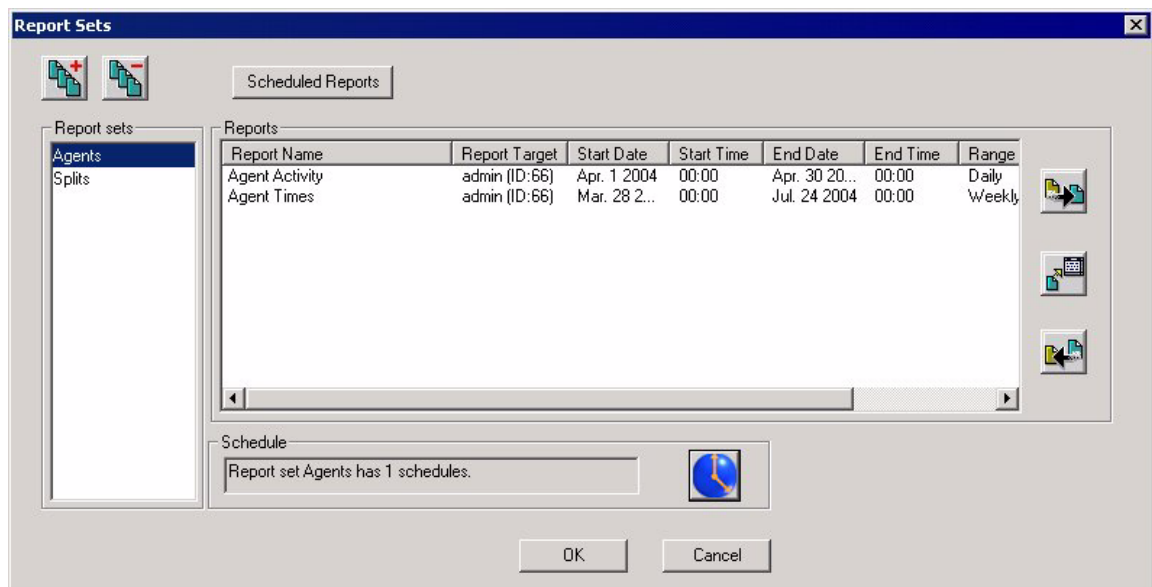 Report Sets
Scheduled Reports
Report sets
Agents
Splits
Reports
Report Name Report Target Start Date Start Time End Date End Time Range
Agent Activity admin (ID:66) Apr. 1 2004 00:00 Apr. 30 20... 00:00 Daily
Agent Times admin (ID:66) Mar. 28 2... 00:00 Jul. 24 2004 00:00 Weekly
Schedule
Report set Agents has 1 schedules.
OK Cancel